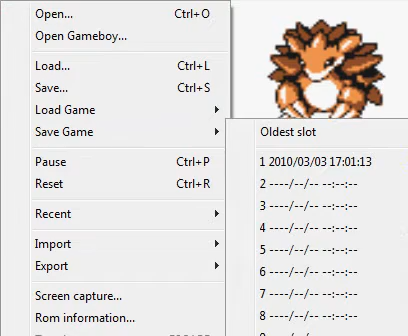 Open... Ctrl+O
Open Gameboy...
Load... Ctrl+L
Save... Ctrl+S
Load Game
Save Game
Pause Ctrl+P
Reset Ctrl+R
Recent
Import
Export
Screen capture...
Rom information...
Oldest slot
1 2010/03/03 17:01:13
2 ----/--/-- --:--:--
3 ----/--/-- --:--:--
4 ----/--/-- --:--:--
5 ----/--/-- --:--:--
6 ----/--/-- --:--:--
7 ----/--/-- --:--:--
8 ----/--/-- --:--:--